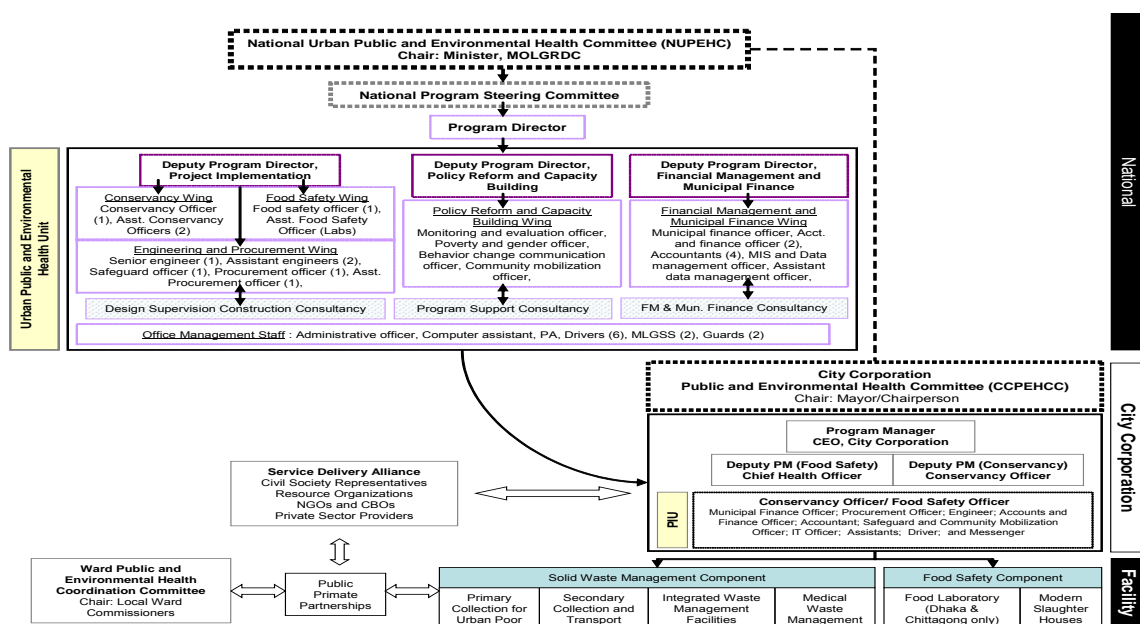 National Urban Public and Environmental Health Committee (NUPEHC)
Chair: Minister, MOLGRDC
National Program Steering Committee
Program Director
National
Urban Public and Environmental
Health Unit
Deputy Program Director,
Project Implementation
Deputy Program Director,
Policy Reform and Capacity
Building
Deputy Program Director,
Financial Management and
Municipal Finance
Conservancy Wing
Conservancy Officer
(1), Asst. Conservancy
Officers (2)
Food Safety Wing
Food safety officer (1),
Asst. Food Safety
Officer (Labs)
Engineering and Procurement Wing
Senior engineer (1), Assistant engineers (2),
Safeguard officer (1), Procurement officer (1), Asst.
Procurement officer (1),
Policy Reform and Capacity
Building Wing
Monitoring and evaluation officer,
Poverty and gender officer,
Behavior change communication
officer, Community mobilization
officer,
Financial Management and
Municipal Finance Wing
Municipal finance officer, Acct.
and finance officer (2),
Accountants (4), MIS and Data
management officer, Assistant
data management officer,
Design Supervision Construction Consultancy
Program Support Consultancy
FM & Mun. Finance Consultancy
Office Management Staff : Administrative officer, Computer assistant, PA, Drivers (6), MLGSS (2), Guards (2)
City Corporation
Public and Environmental Health Committee (CCPEHCC)
Chair: Mayor/Chairperson
City Corporation
Program Manager
CEO, City Corporation
Deputy PM (Food Safety)
Chief Health Officer
Deputy PM (Conservancy)
Conservancy Officer
PIU
Conservancy Officer/ Food Safety Officer
Municipal Finance Officer; Procurement Officer; Engineer; Accounts and
Finance Officer; Accountant; Safeguard and Community Mobilization
Officer; IT Officer; Assistants; Driver; and Messenger
Service Delivery Alliance
Civil Society Representatives
Resource Organizations
NGOs and CBOs
Private Sector Providers
Ward Public and
Environmental Health
Coordination Committee
Chair: Local Ward
Commissioners
Public
Private
Partnerships
Solid Waste Management Component
Primary
Collection for
Urban Poor
Secondary
Collection and
Transport
Integrated Waste
Management
Facilities
Medical
Waste
Management
Food Safety Component
Food Laboratory
(Dhaka &
Chittagong only)
Modern
Slaughter
Houses
Facility